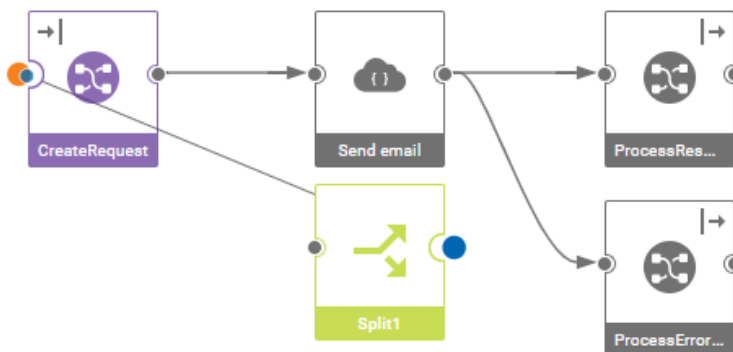 CreateRequest
{ }
Send email
ProcessRes...
Split1
ProcessError...